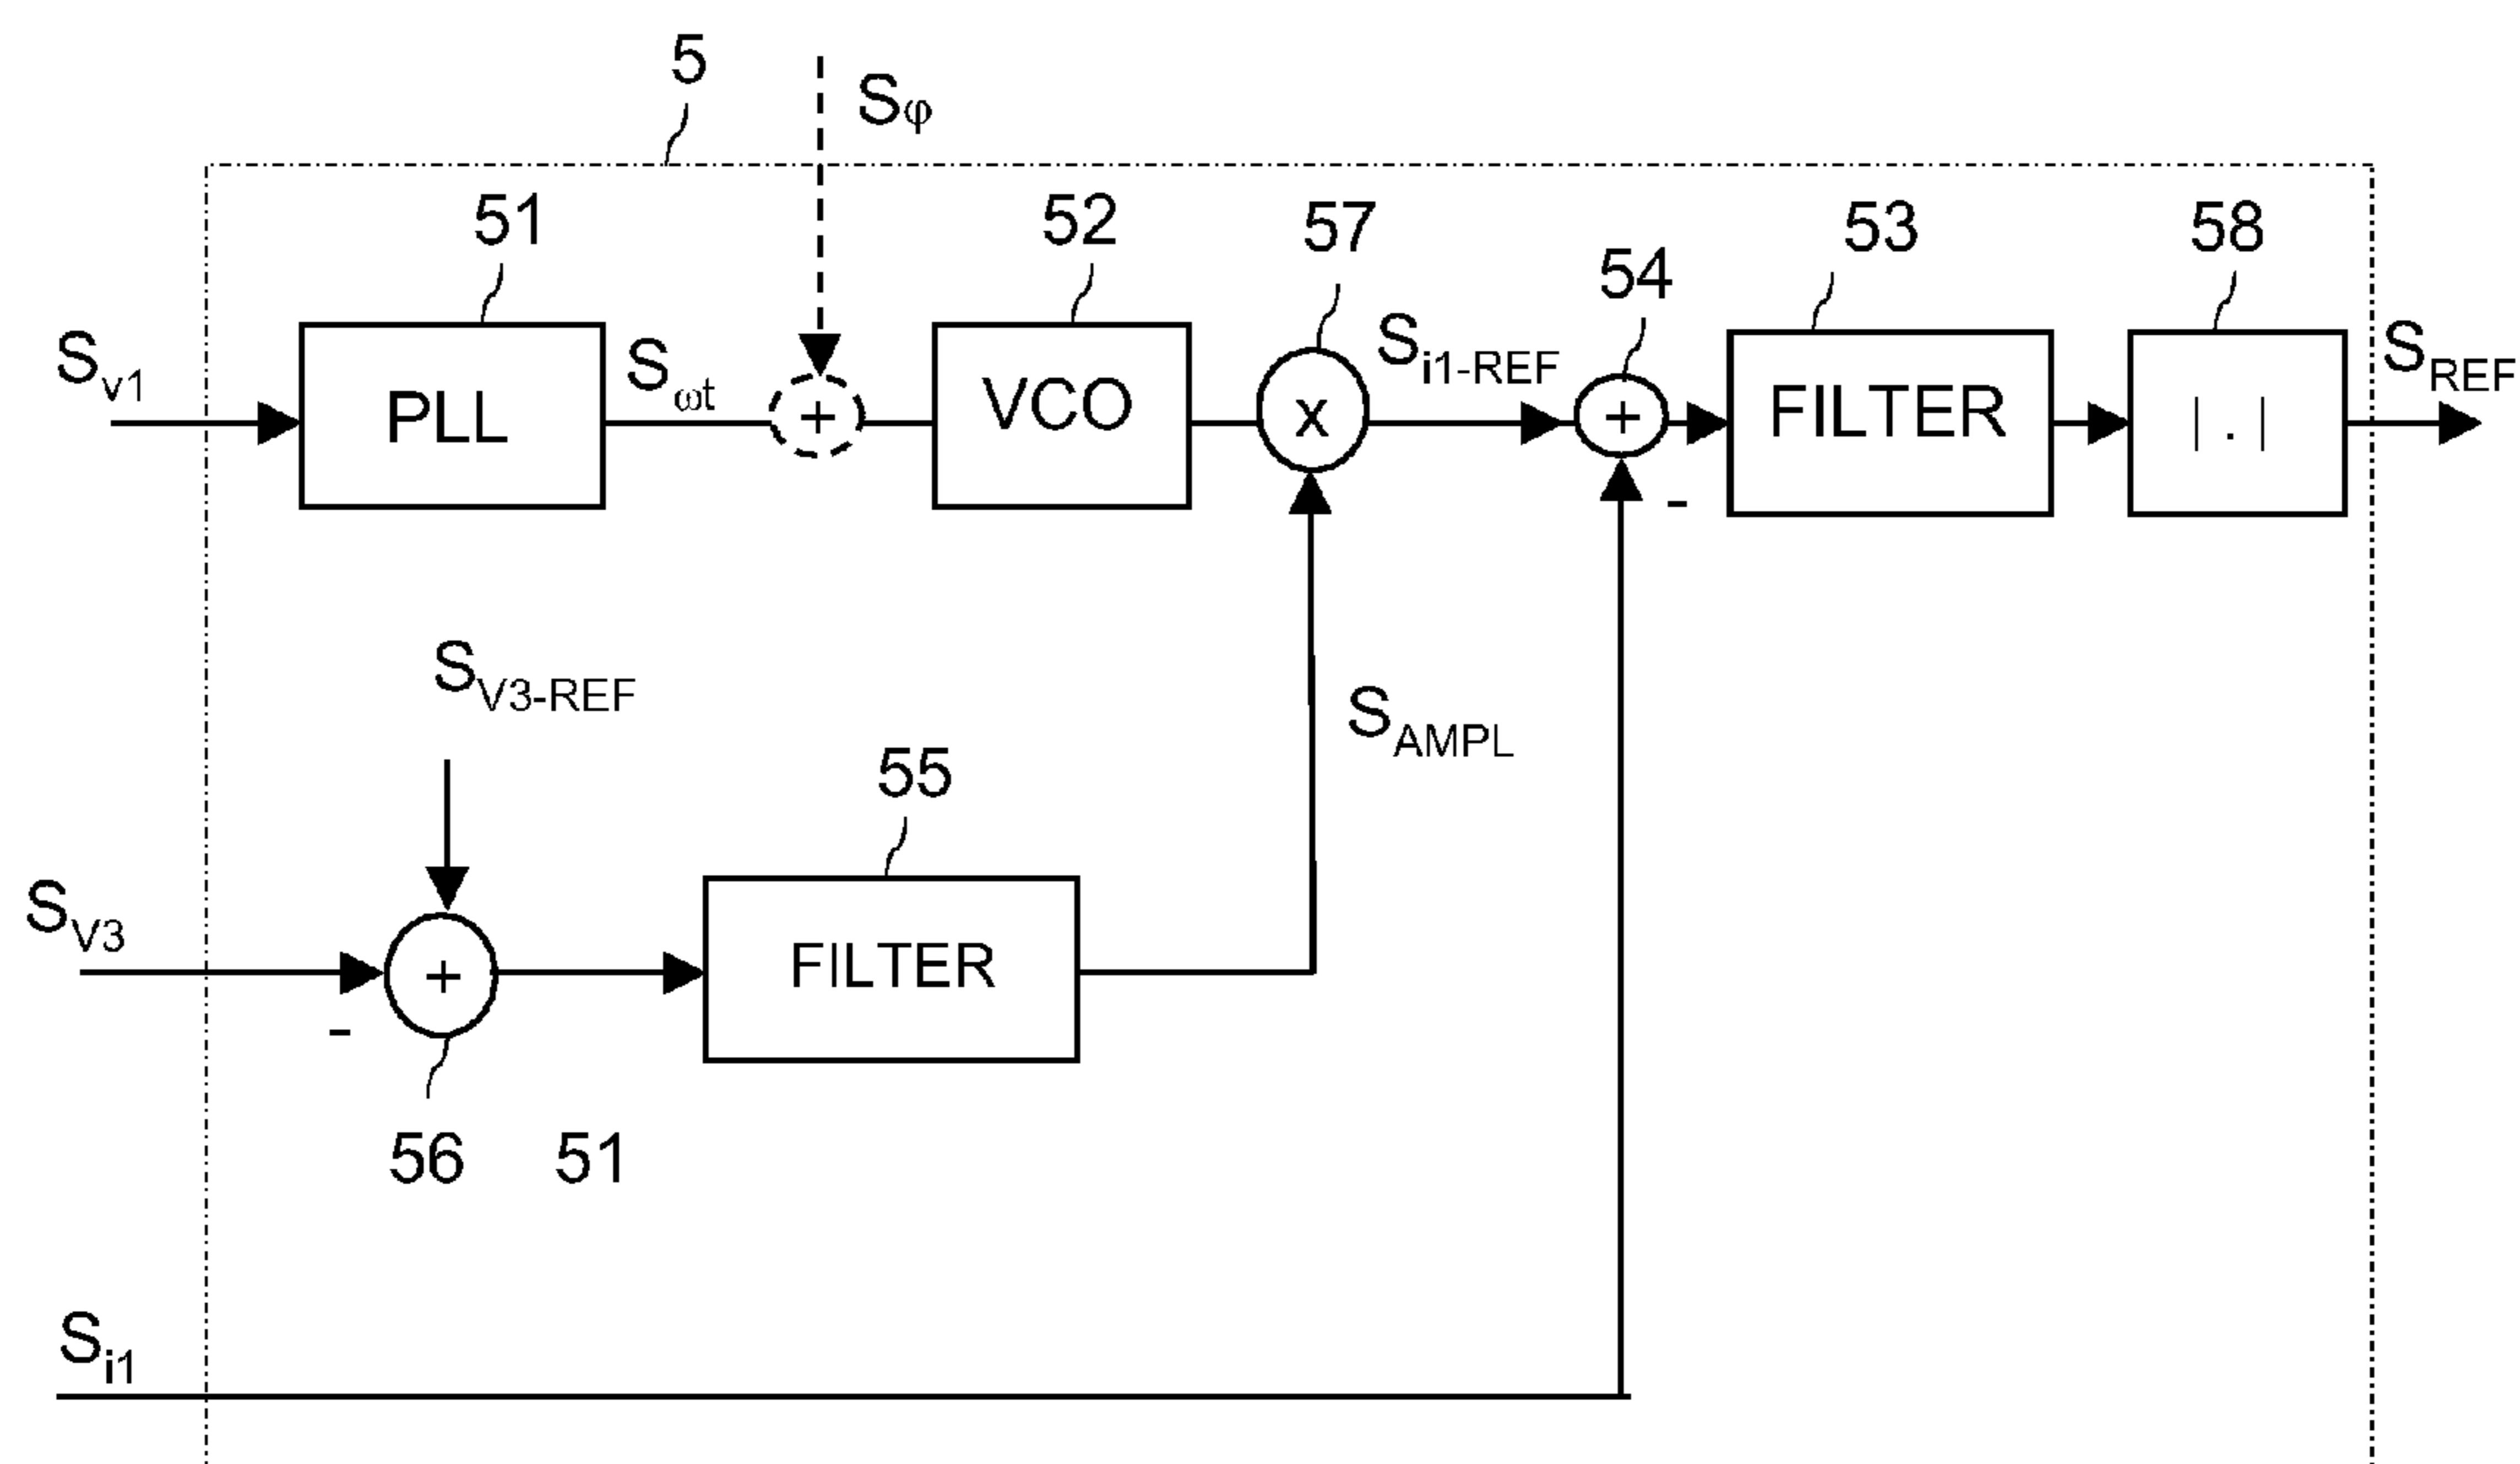 5
Sφ
51
52
57
53
58
54
Sv1
PLL
Sωt
+
VCO
x
Si1-REF
+
FILTER
| . |
SREF
-
SV3-REF
SAMPL
55
SV3
+
FILTER
-
56
51
Si1